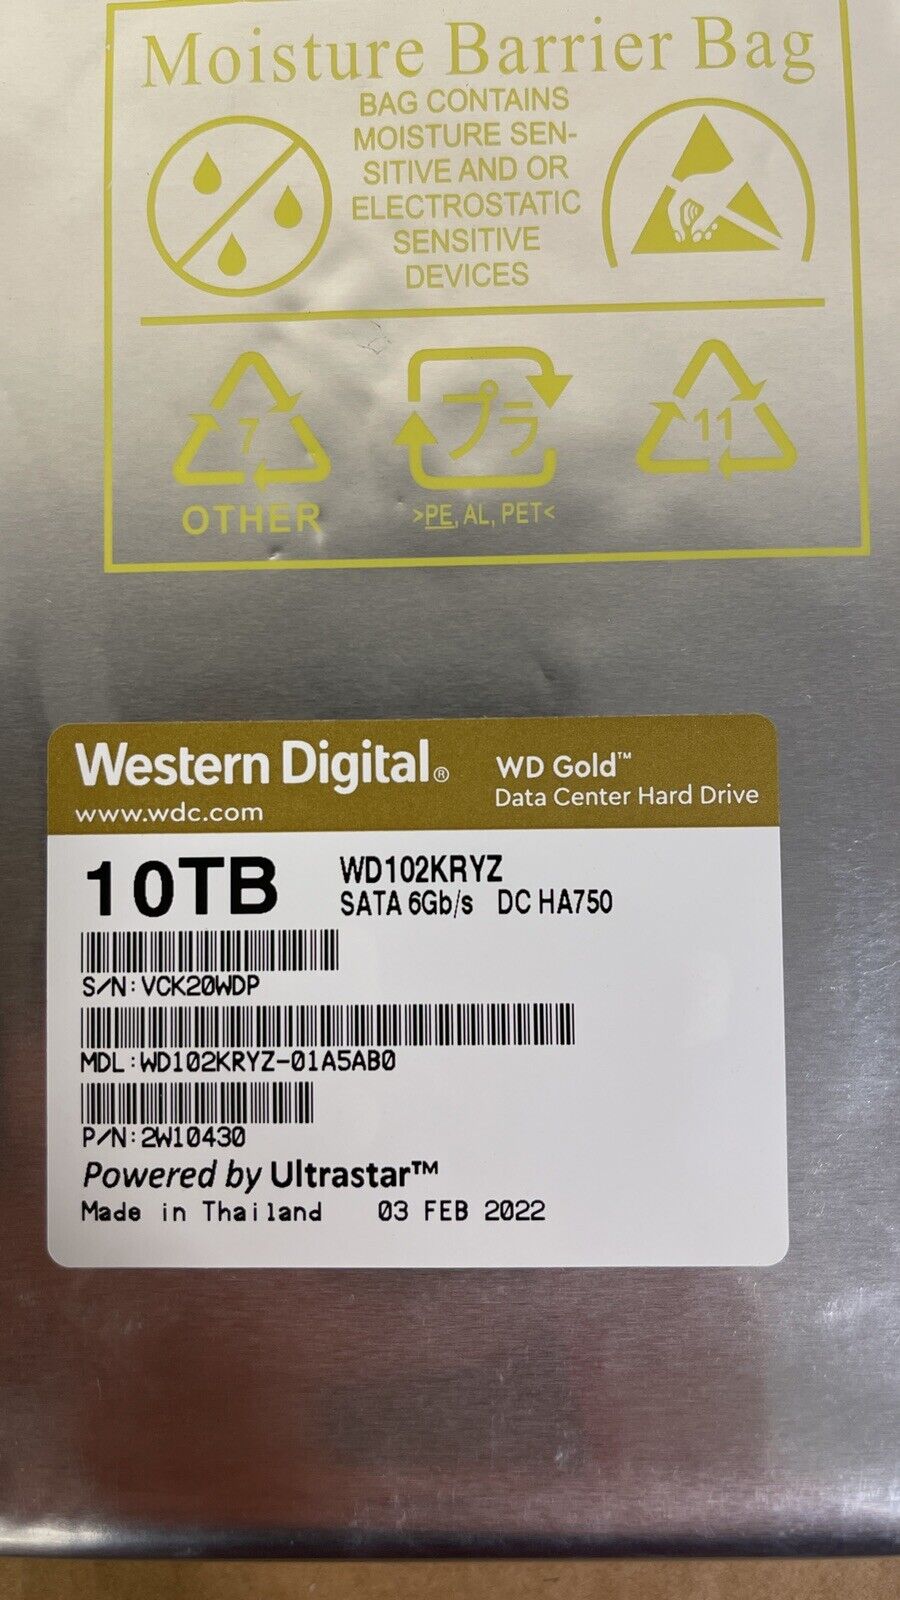 Moisture Barrier Bag
BAG CONTAINS
MOISTURE SEN-
SITIVE AND OR
ELECTROSTATIC
SENSITIVE
DEVICES
7
プラ
11
OTHER
>PE, AL, PET<
Western Digital®
WD Gold™
www.wdc.com
Data Center Hard Drive
10TB
WD102KRYZ
SATA 6Gb/s DC HA750
S/N:VCK20WDP
MDL:WD102KRYZ-01A5AB0
P/N:2W10430
Powered by Ultrastar™
Made in Thailand 03 FEB 2022